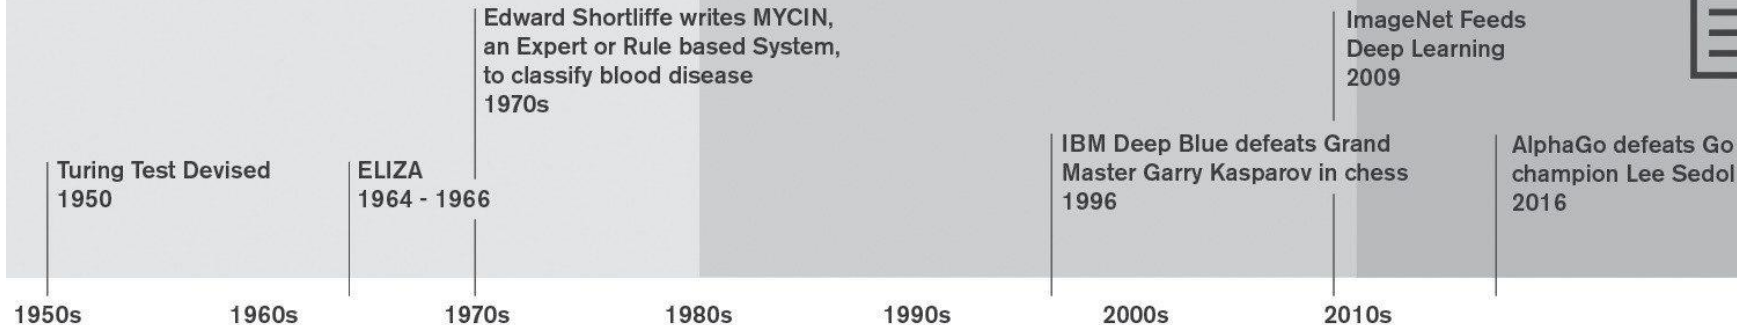 Edward Shortliffe writes MYCIN,
an Expert or Rule based System,
to classify blood disease
1970s
ImageNet Feeds
Deep Learning
2009
Turing Test Devised
1950
ELIZA
1964 - 1966
IBM Deep Blue defeats Grand
Master Garry Kasparov in chess
1996
AlphaGo defeats Go
champion Lee Sedol
2016
1950s
1960s
1970s
1980s
1990s
2000s
2010s